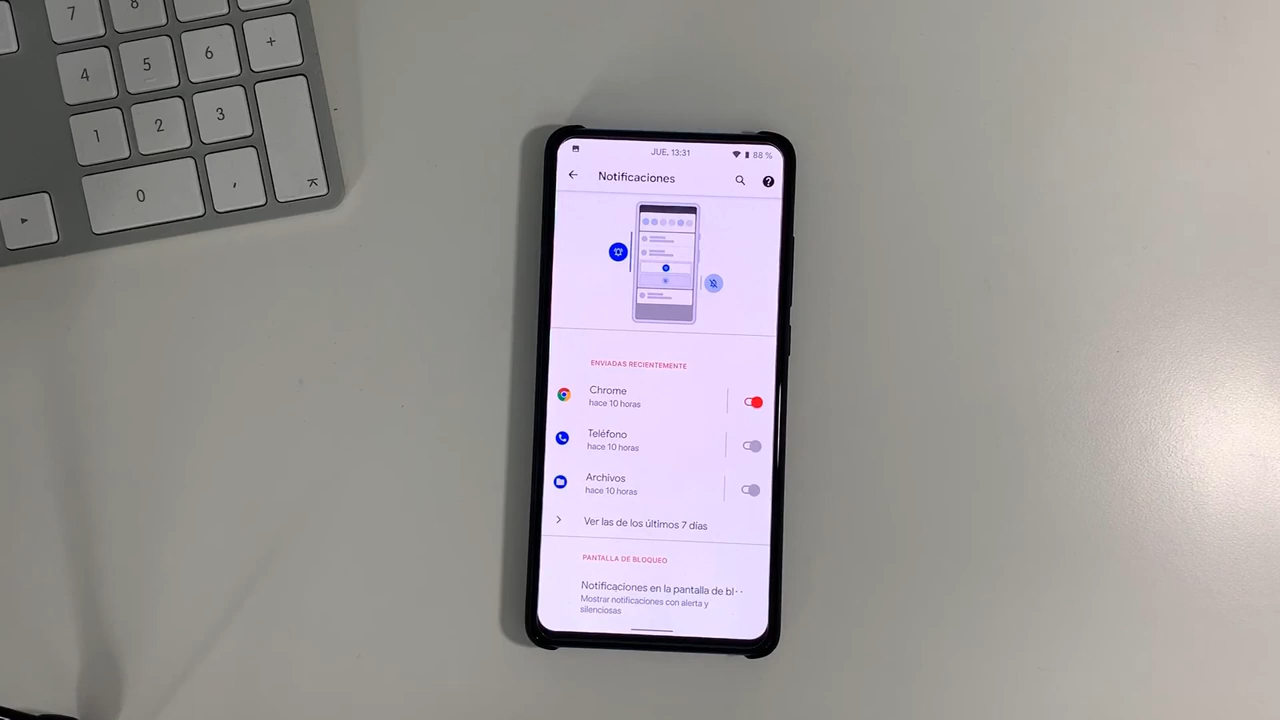 7
8
4
5
6
+
1
2
3
0
,
JUE. 13:31
88 %
Notificaciones
?
ENVIADAS RECIENTEMENTE
Chrome
hace 10 horas
Teléfono
hace 10 horas
Archivos
hace 10 horas
Ver las de los últimos 7 días
PANTALLA DE BLOQUEO
Notificaciones en la pantalla de bl··
Mostrar notificaciones con alerta y
silenciosas